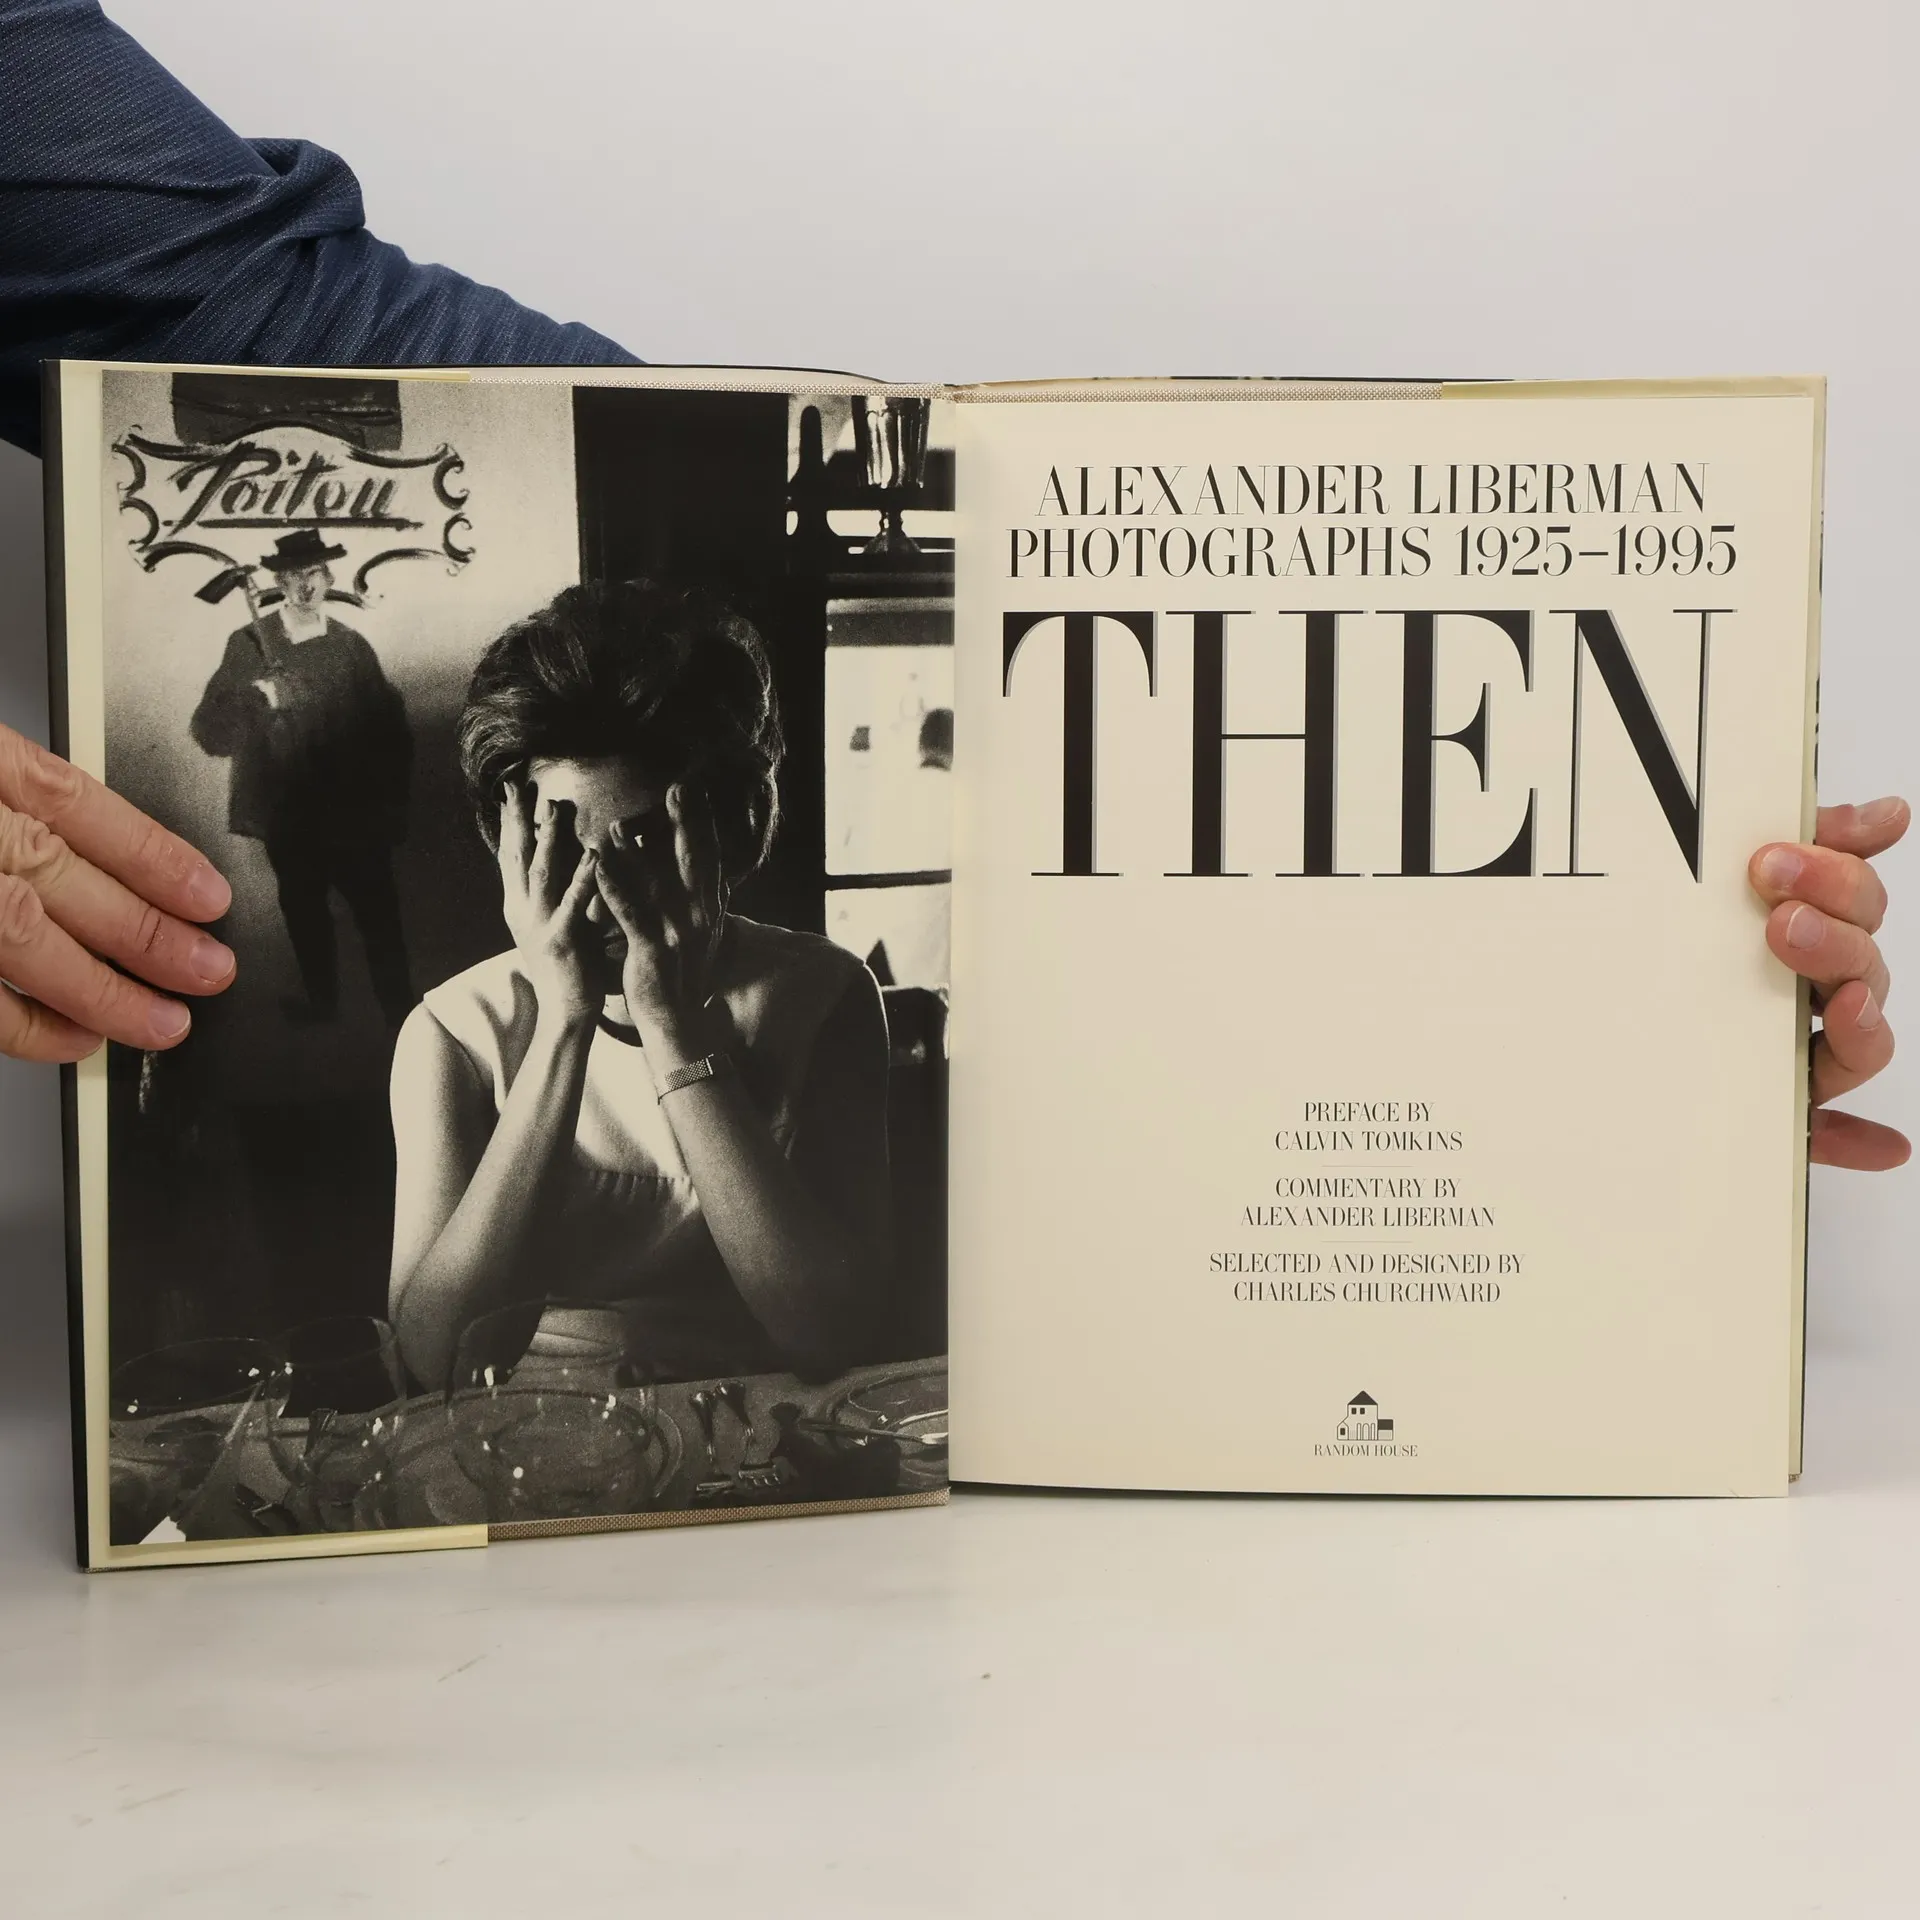 Poitou
ALEXANDER LIBERMAN
PHOTOGRAPHS 1925–1995
THEN
PREFACE BY
CALVIN TOMKINS
COMMENTARY BY
ALEXANDER LIBERMAN
SELECTED AND DESIGNED BY
CHARLES CHURCHWARD
RANDOM HOUSE